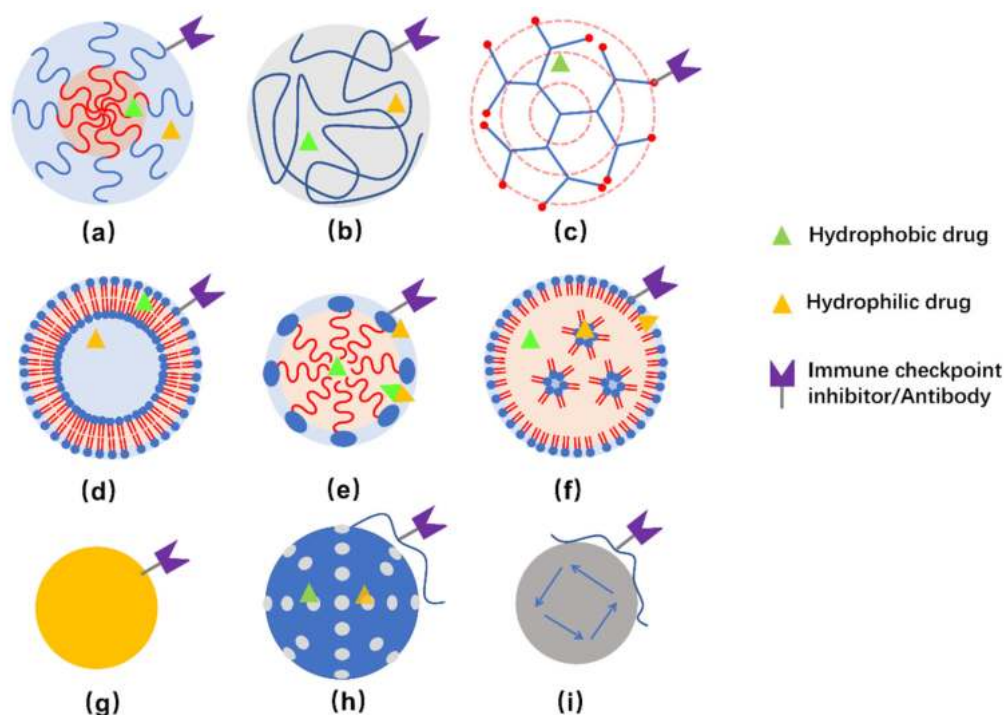 (a)
(b)
(c)
Hydrophobic drug
Hydrophilic drug
Immune checkpoint
inhibitor/Antibody
(d)
(e)
(f)
(g)
(h)
(i)